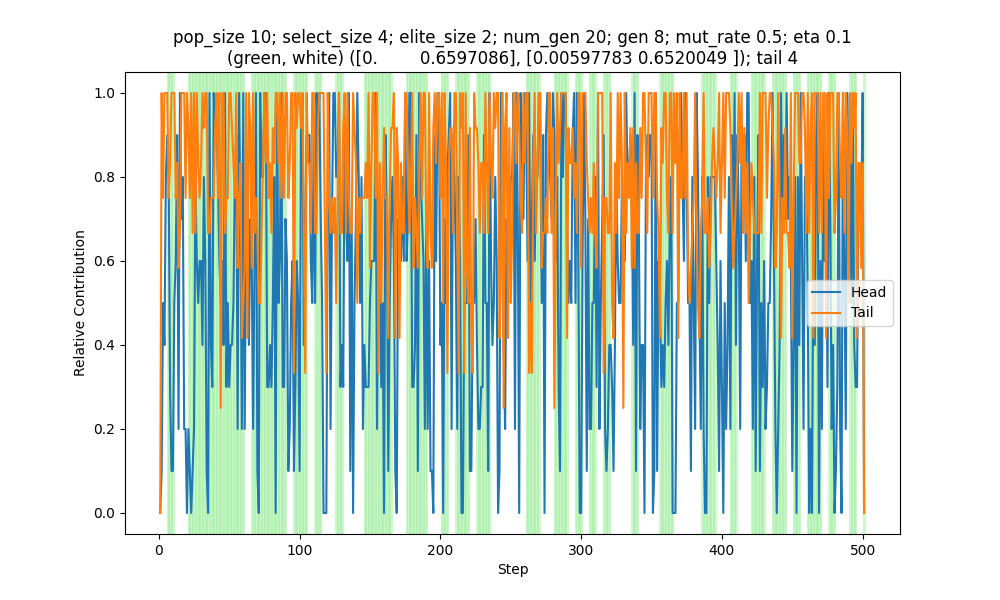 pop_size 10; select_size 4; elite_size 2; num_gen 20; gen 8; mut_rate 0.5; eta 0.1
(green, white) ([0.        0.6597086], [0.00597783 0.6520049 ]); tail 4
1.0
0.8
0.6
0.4
0.2
0.0
Relative Contribution
Head
Tail
0
100
200
300
400
500
Step